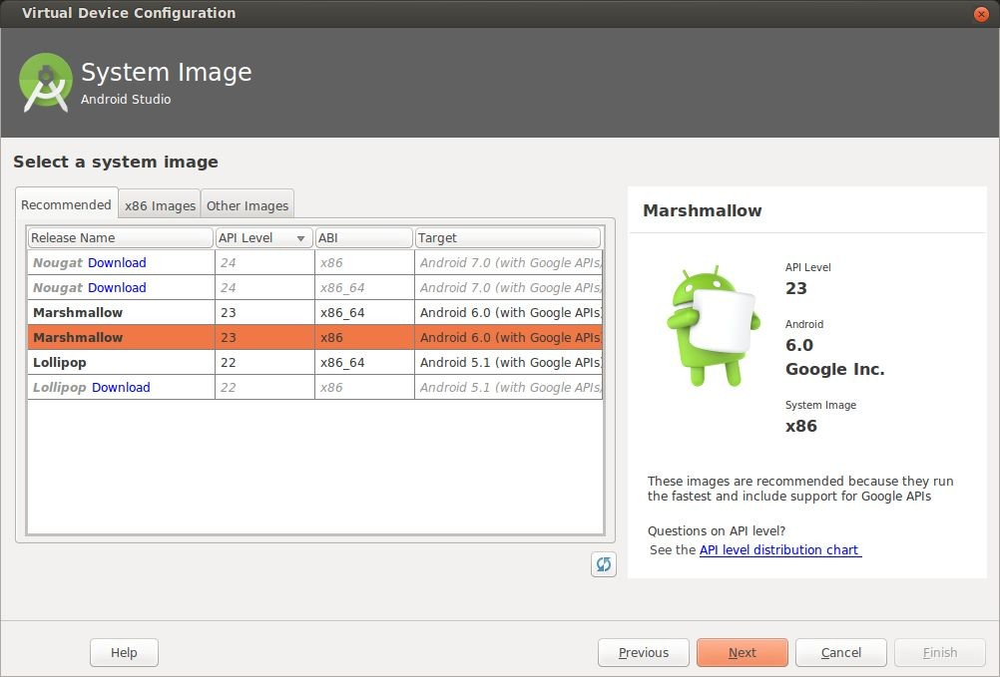 Virtual Device Configuration
System Image
Android Studio
Select a system image
Recommended x86 Images Other Images
Release Name API Level ABI Target
Nougat Download 24 x86 Android 7.0 (with Google APIs)
Nougat Download 24 x86_64 Android 7.0 (with Google APIs)
Marshmallow 23 x86_64 Android 6.0 (with Google APIs)
Marshmallow 23 x86 Android 6.0 (with Google APIs)
Lollipop 22 x86_64 Android 5.1 (with Google APIs)
Lollipop Download 22 x86 Android 5.1 (with Google APIs)
Marshmallow
API Level
23
Android
6.0
Google Inc.
System Image
x86
These images are recommended because they run
the fastest and include support for Google APIs
Questions on API level?
See the API level distribution chart
Help Previous Next Cancel Finish